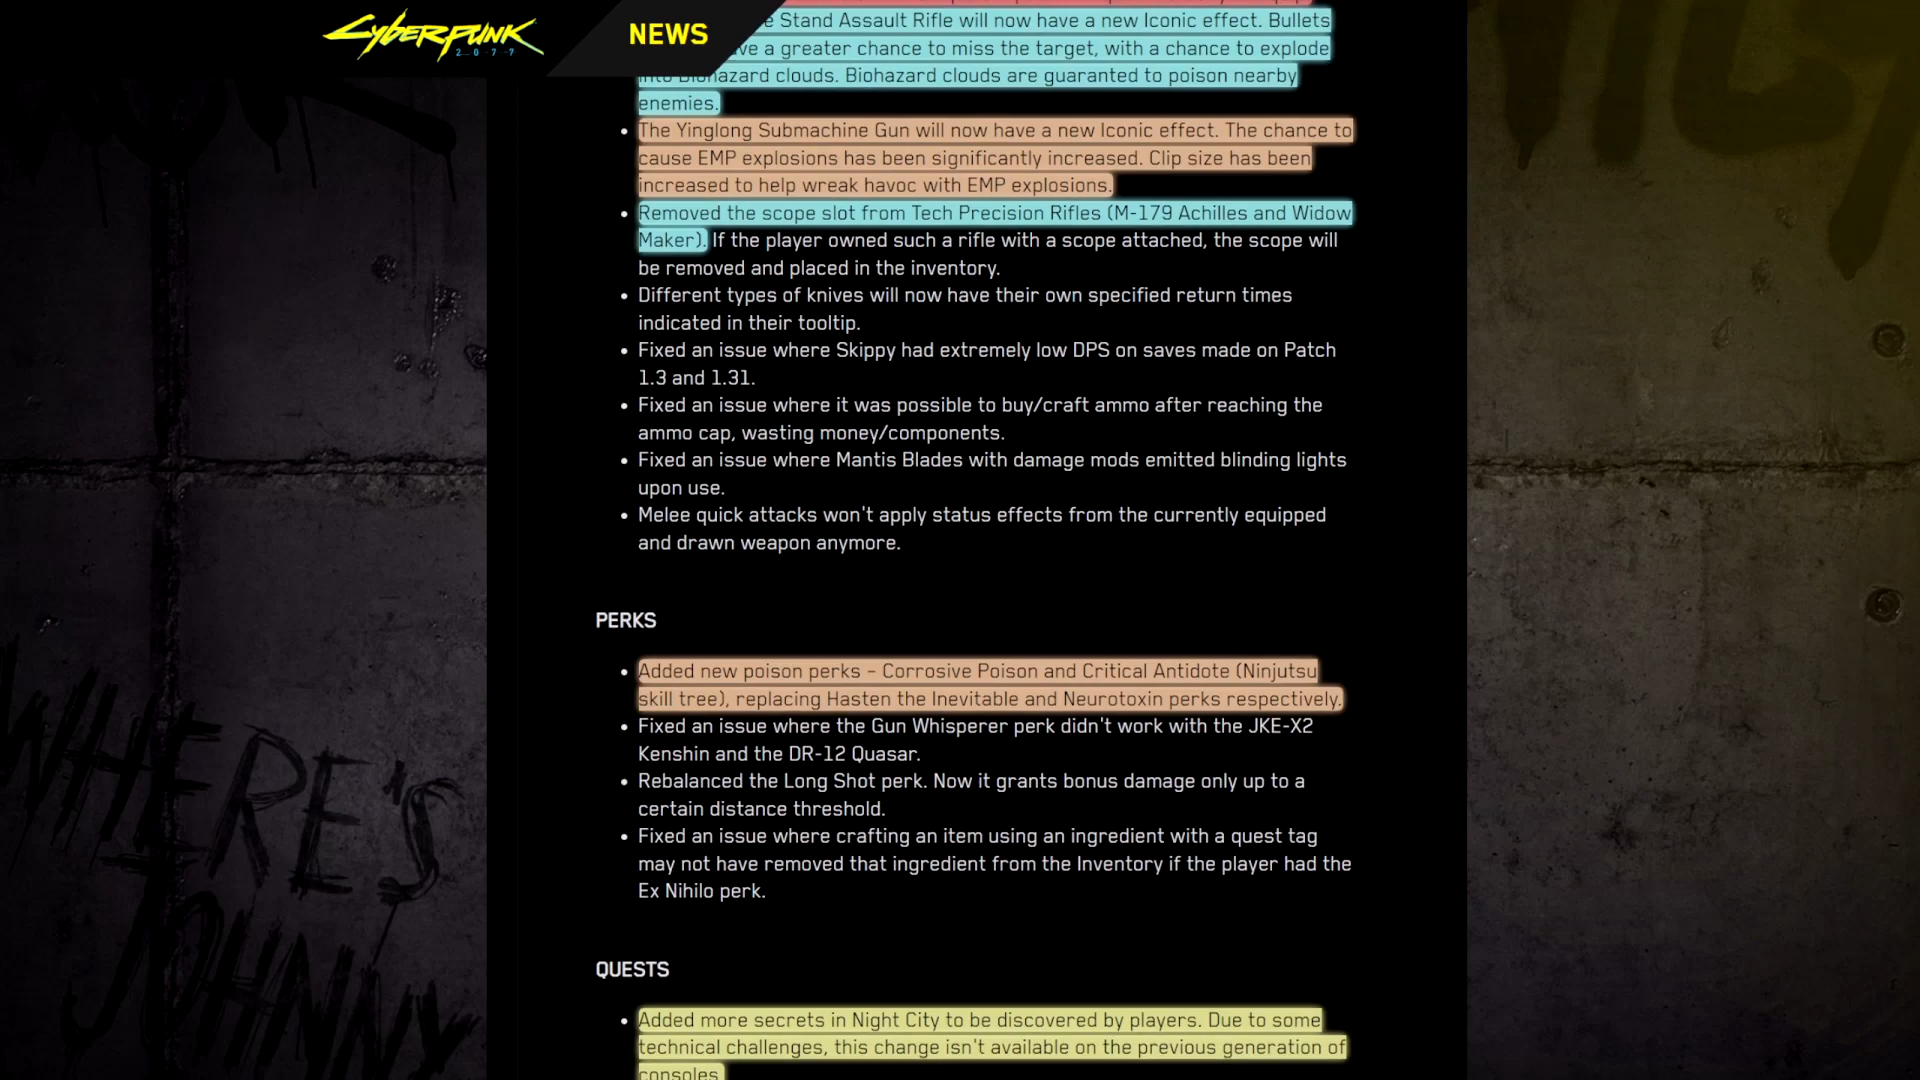 Cyberpunk
2077
NEWS
e Stand Assault Rifle will now have a new Iconic effect. Bullets
ve a greater chance to miss the target, with a chance to explode
into Biohazard clouds. Biohazard clouds are guaranted to poison nearby
enemies.
• The Yinglong Submachine Gun will now have a new Iconic effect. The chance to
cause EMP explosions has been significantly increased. Clip size has been
increased to help wreak havoc with EMP explosions.
• Removed the scope slot from Tech Precision Rifles (M-179 Achilles and Widow
Maker). If the player owned such a rifle with a scope attached, the scope will
be removed and placed in the inventory.
• Different types of knives will now have their own specified return times
indicated in their tooltip.
• Fixed an issue where Skippy had extremely low DPS on saves made on Patch
1.3 and 1.31.
• Fixed an issue where it was possible to buy/craft ammo after reaching the
ammo cap, wasting money/components.
• Fixed an issue where Mantis Blades with damage mods emitted blinding lights
upon use.
• Melee quick attacks won't apply status effects from the currently equipped
and drawn weapon anymore.
PERKS
• Added new poison perks – Corrosive Poison and Critical Antidote (Ninjutsu
skill tree), replacing Hasten the Inevitable and Neurotoxin perks respectively.
• Fixed an issue where the Gun Whisperer perk didn't work with the JKE-X2
Kenshin and the DR-12 Quasar.
• Rebalanced the Long Shot perk. Now it grants bonus damage only up to a
certain distance threshold.
• Fixed an issue where crafting an item using an ingredient with a quest tag
may not have removed that ingredient from the Inventory if the player had the
Ex Nihilo perk.
QUESTS
• Added more secrets in Night City to be discovered by players. Due to some
technical challenges, this change isn't available on the previous generation of
consoles.
WHERE'S
JOHNNY